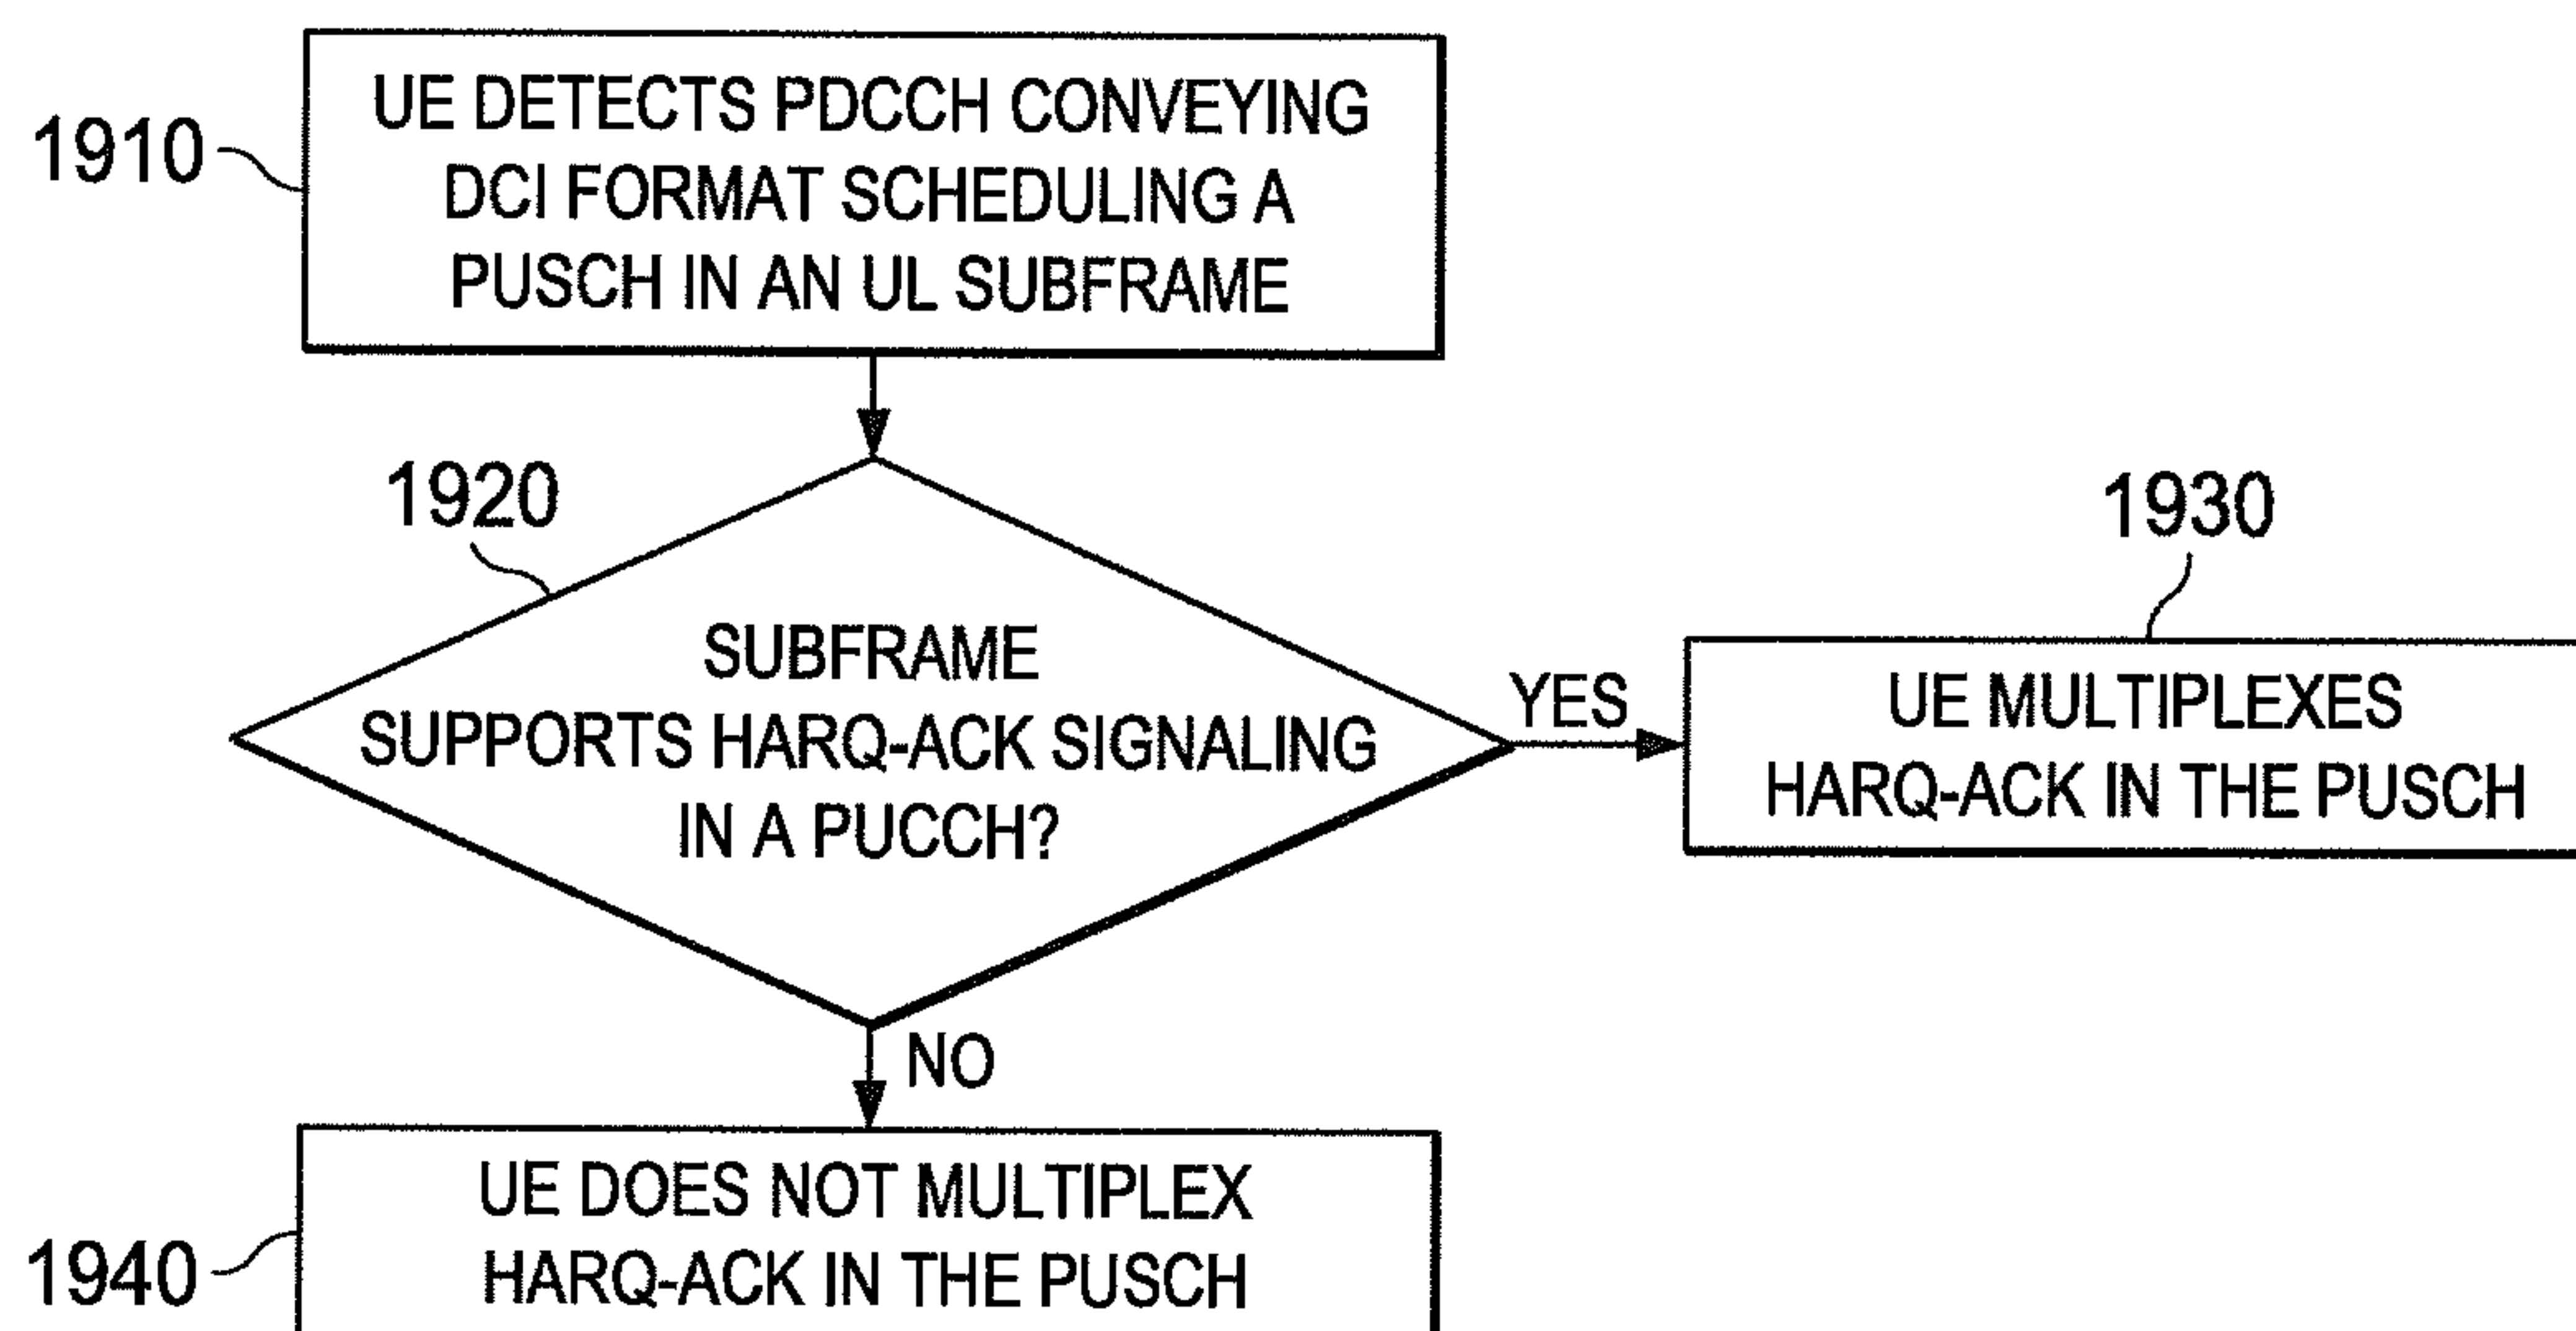 1910
UE DETECTS PDCCH CONVEYING
DCI FORMAT SCHEDULING A
PUSCH IN AN UL SUBFRAME
1920
SUBFRAME
SUPPORTS HARQ-ACK SIGNALING
IN A PUCCH?
YES
1930
UE MULTIPLEXES
HARQ-ACK IN THE PUSCH
NO
1940
UE DOES NOT MULTIPLEX
HARQ-ACK IN THE PUSCH